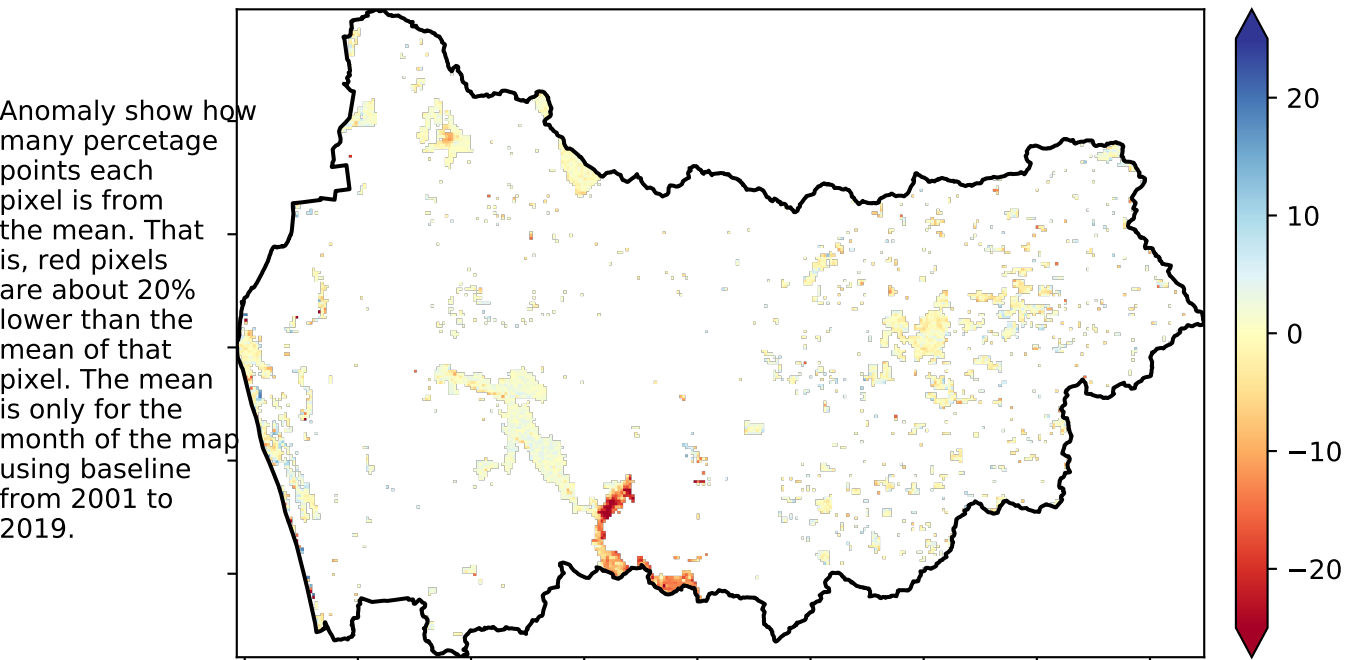 Anomaly show how
many percetage
points each
pixel is from
the mean. That
is, red pixels
are about 20%
lower than the
mean of that
pixel. The mean
is only for the
month of the map
using baseline
from 2001 to
2019.
20
10
0
−10
−20